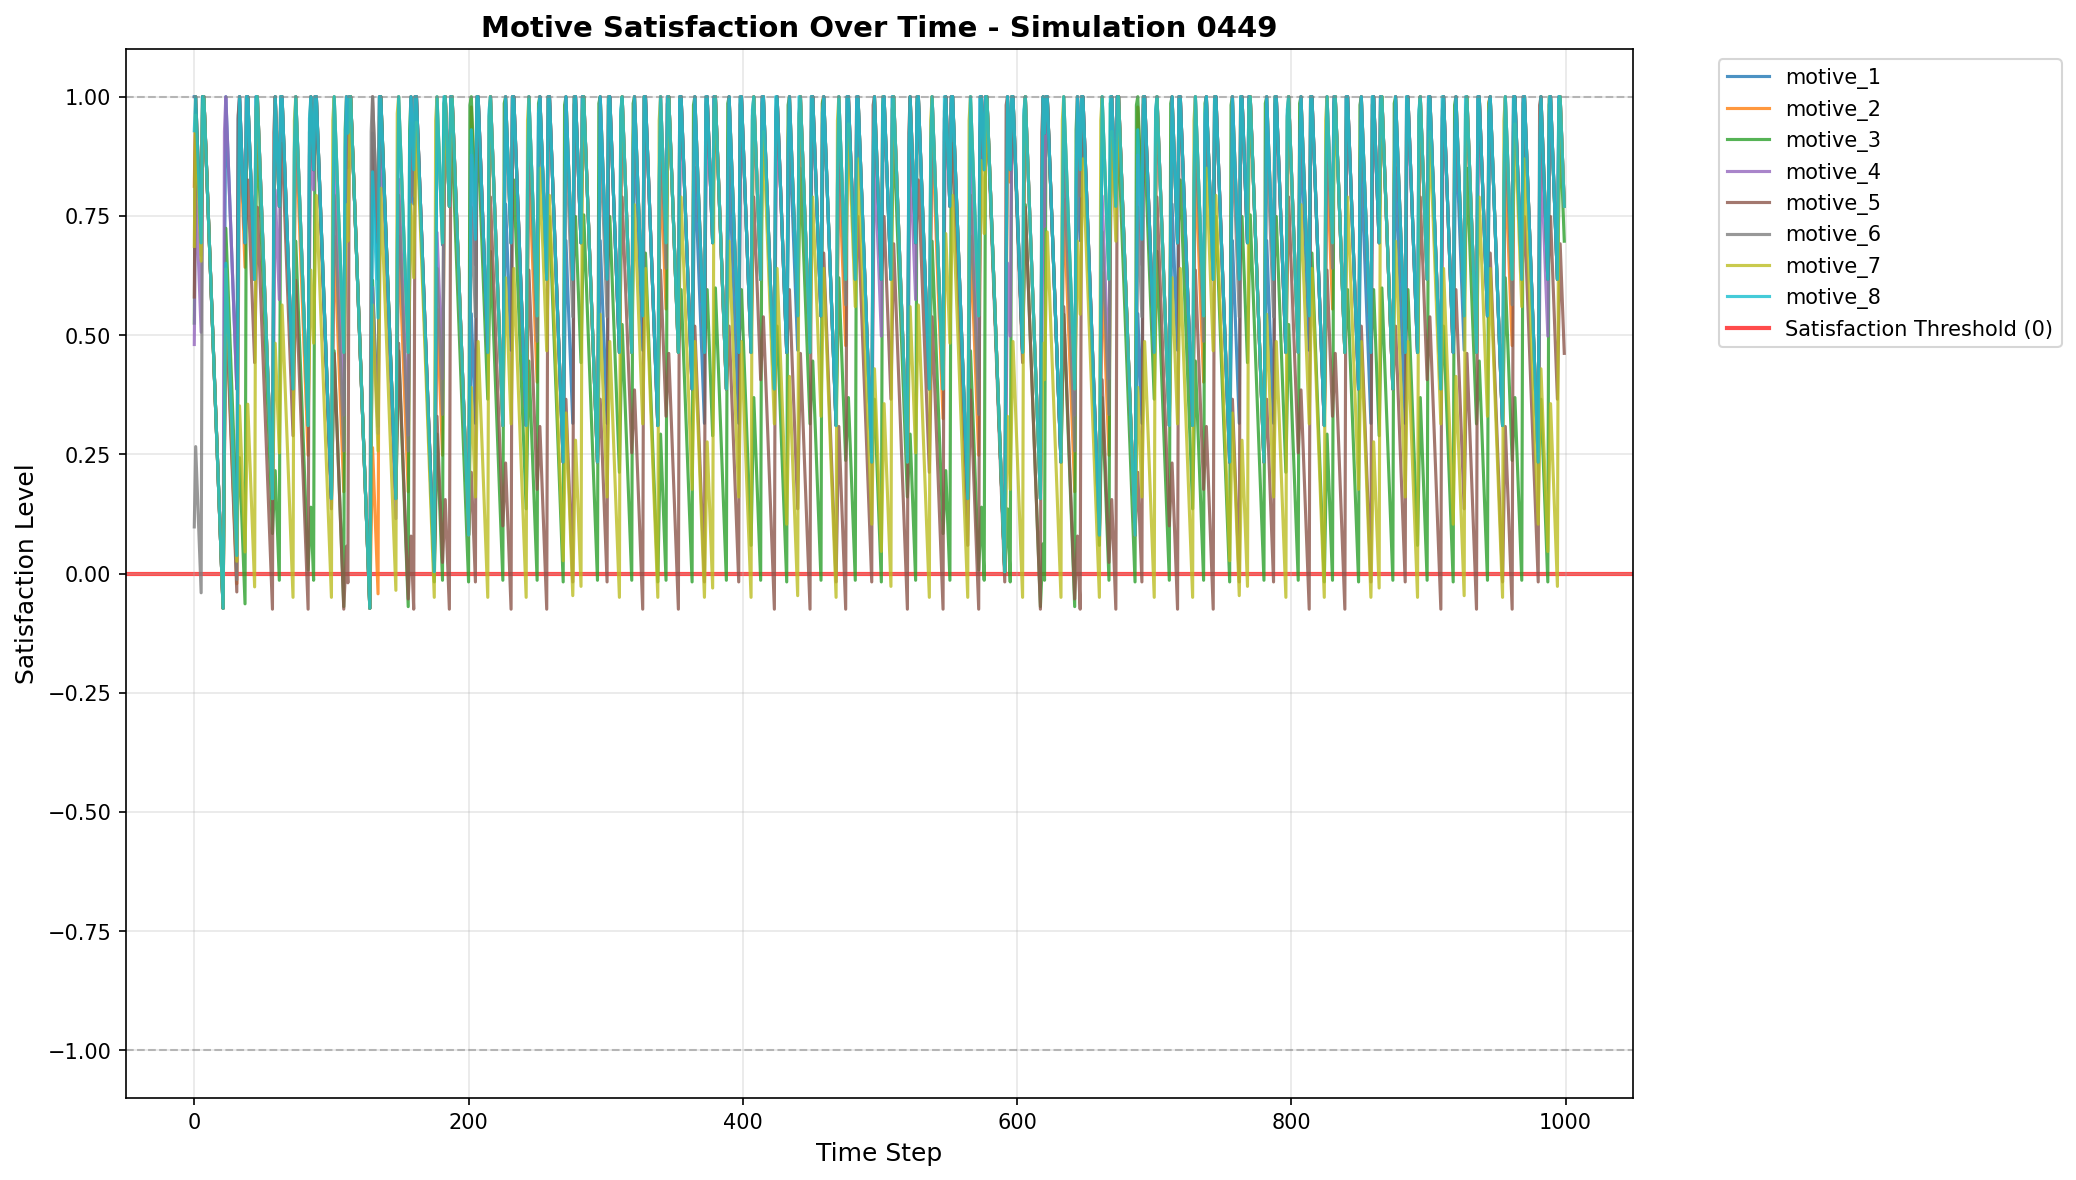 Motive Satisfaction Over Time - Simulation 0449
Satisfaction Level
1.00
0.75
0.50
0.25
0.00
−0.25
−0.50
−0.75
−1.00
0
200
400
600
800
1000
Time Step
motive_1
motive_2
motive_3
motive_4
motive_5
motive_6
motive_7
motive_8
Satisfaction Threshold (0)